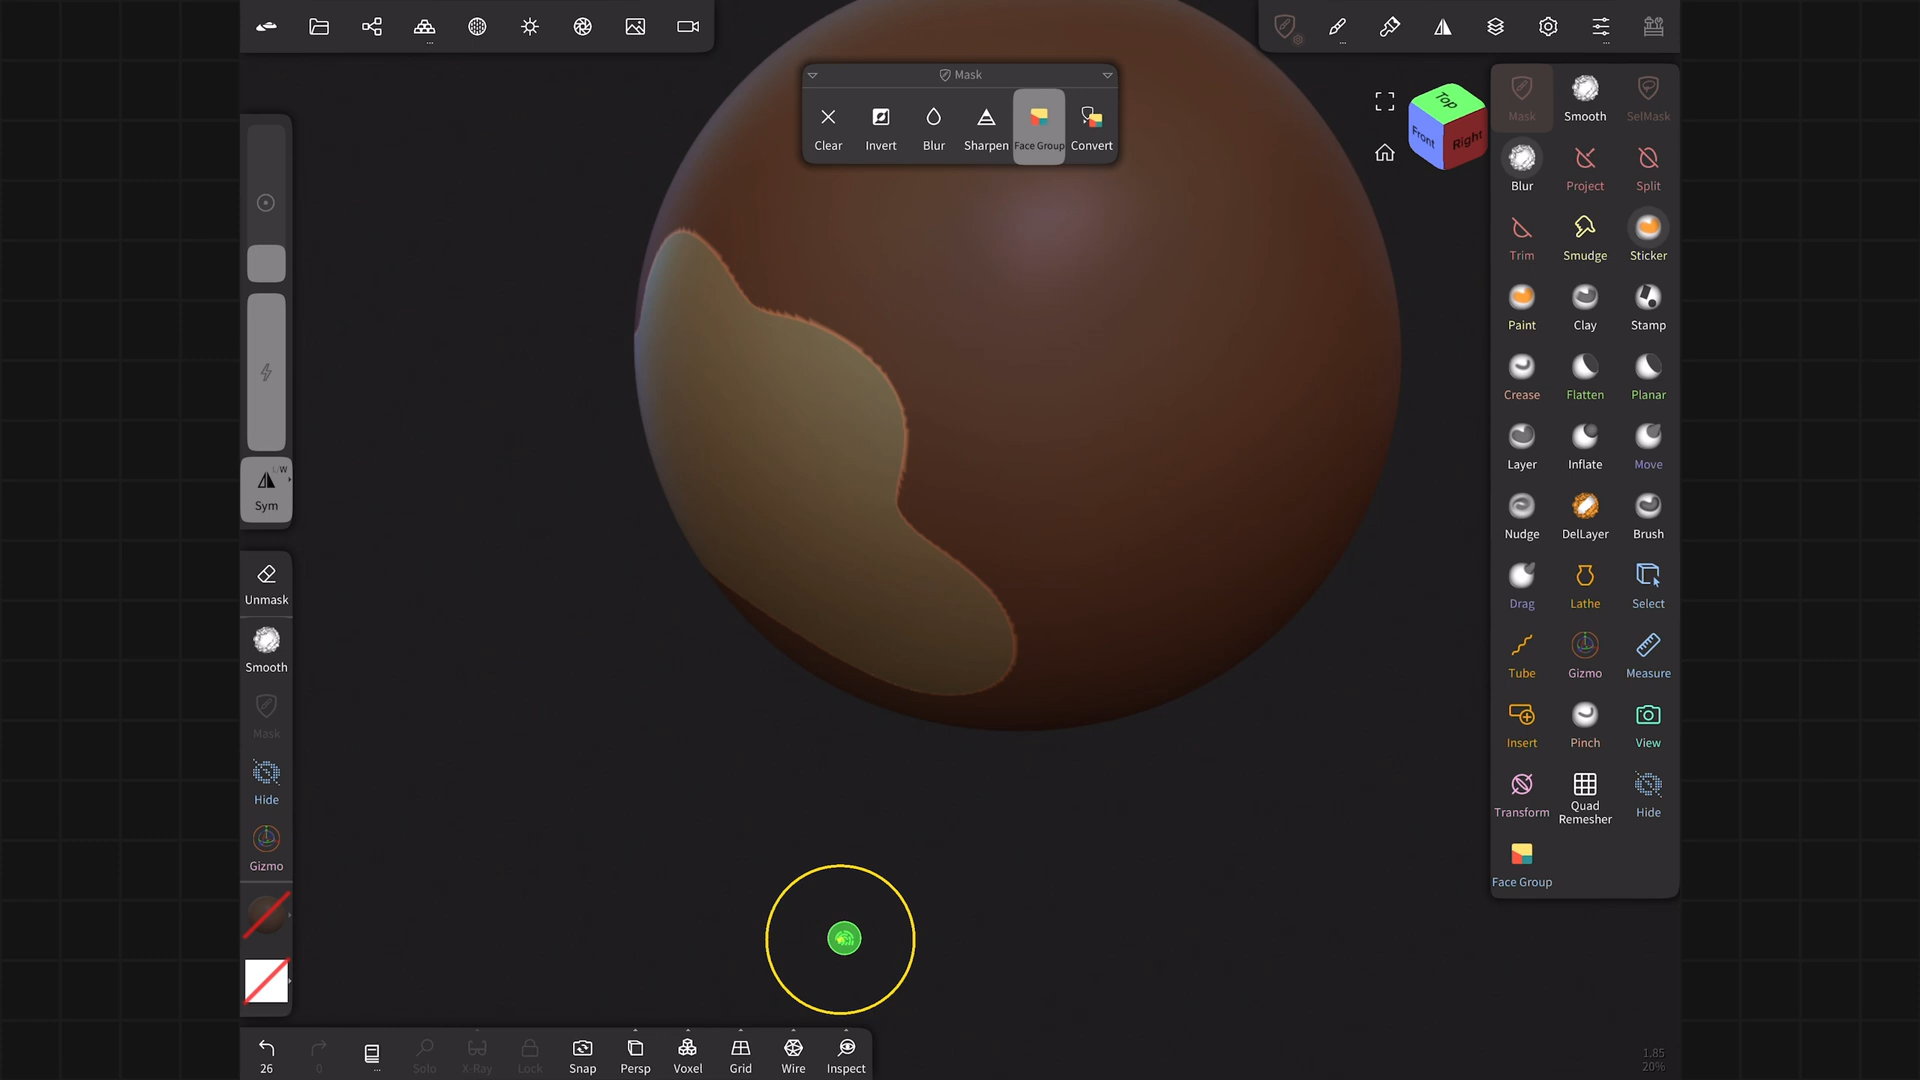 Mask
Clear
Invert
Blur
Sharpen
Face Group
Convert
Top
Front
Right
Mask
Smooth
SelMask
Blur
Project
Split
Trim
Smudge
Sticker
Paint
Clay
Stamp
Crease
Flatten
Planar
Layer
Inflate
Move
Nudge
DelLayer
Brush
Drag
Lathe
Select
Tube
Gizmo
Measure
Insert
Pinch
View
Transform
Quad
Remesher
Hide
Face Group
L/W
Sym
Unmask
Smooth
Mask
Hide
Gizmo
26
0
Solo
X-Ray
Lock
Snap
Persp
Voxel
Grid
Wire
Inspect
1.85
20%